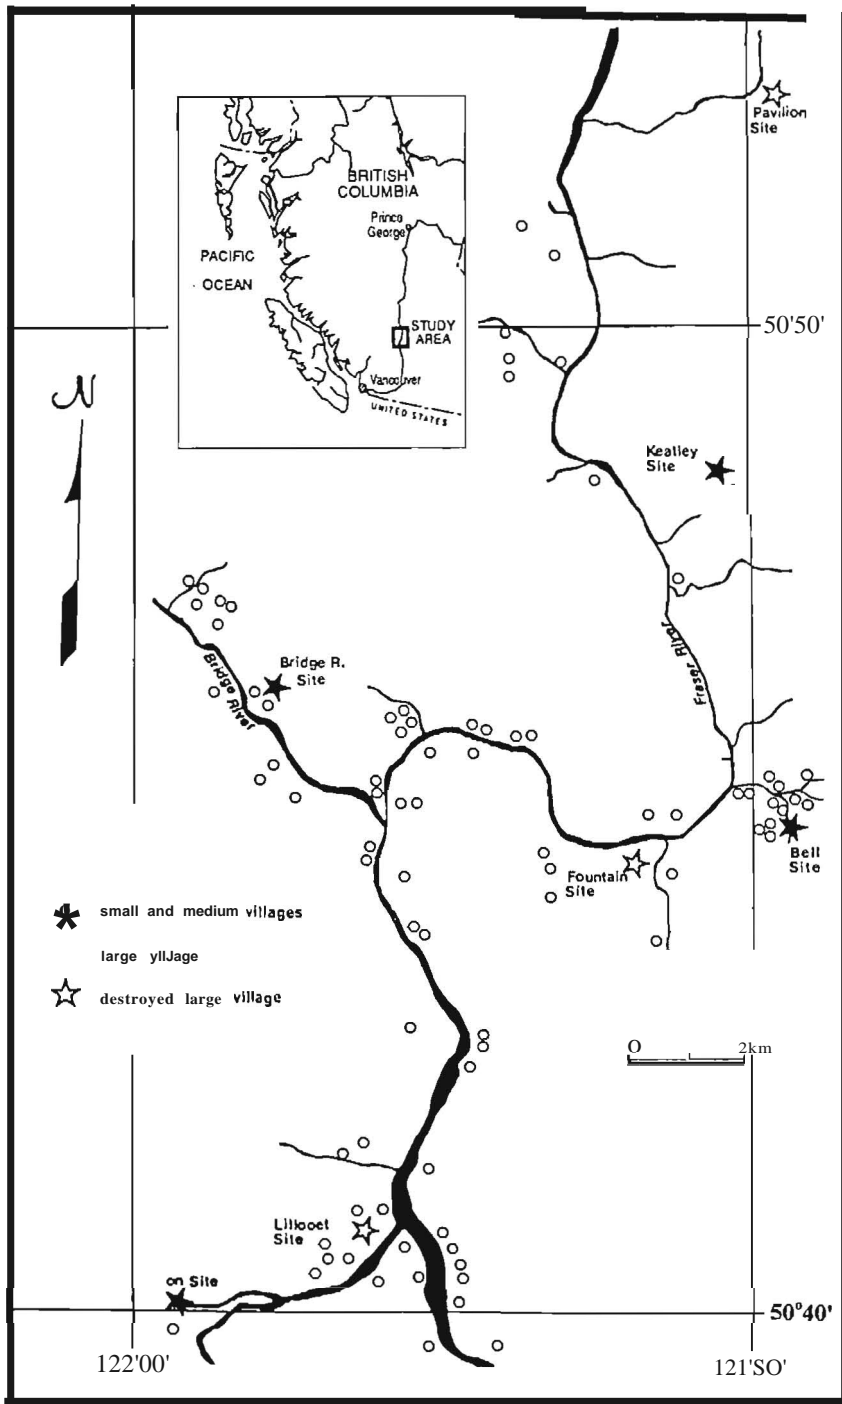 Pavilion
Site
BRITISH
COLUMBIA
Prince
George
PACIFIC
OCEAN
STUDY
AREA
Vancouver
UNITED STATES
50'50'
N
Keatley
Site
Bridge R.
Site
Bridge
River
Fraser River
Bell
Site
Fountain
Site
small and medium villages
large yllJage
destroyed large village
O 2km
Lillooet
Site
on Site
50°40'
122'00'
121'SO'